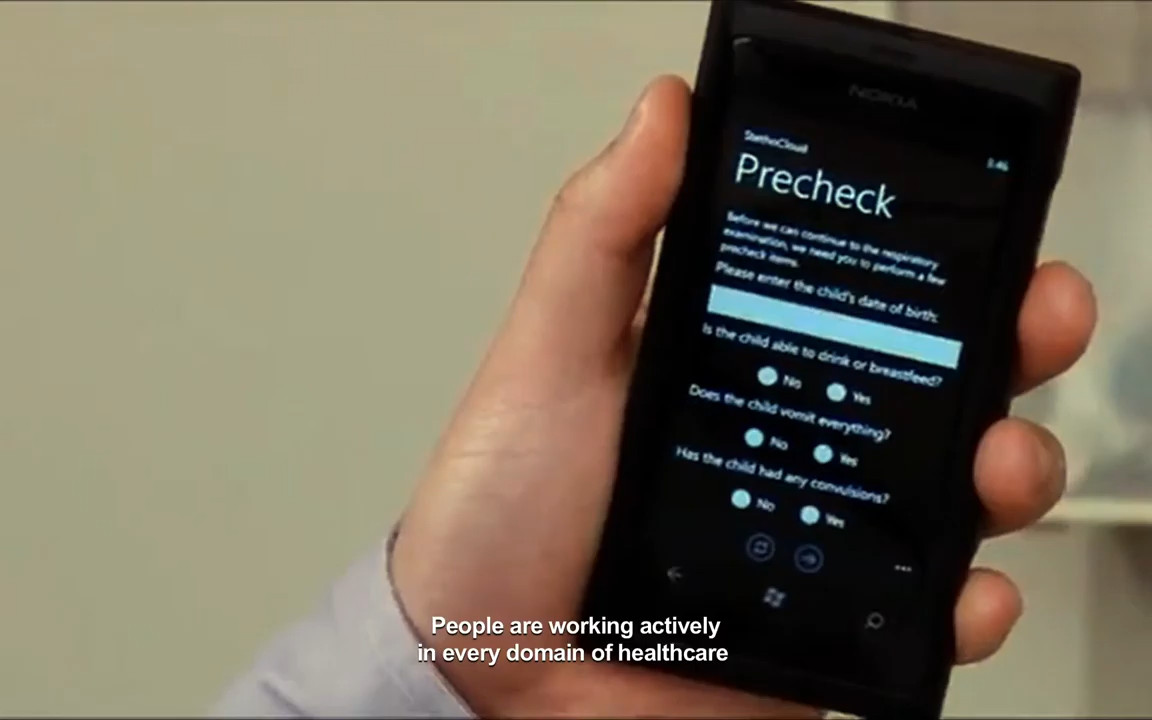 NOKIA
StethoCloud
1:46
Precheck
Before we can continue to the respiratory
examination, we need you to perform a few
precheck items.
Please enter the child's date of birth:
Is the child able to drink or breastfeed?
No Yes
Does the child vomit everything?
No Yes
Has the child had any convulsions?
No Yes
People are working actively
in every domain of healthcare